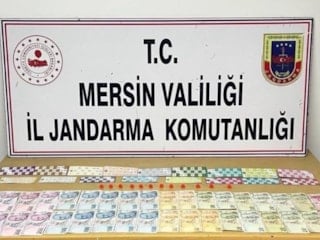 T.C.
MERSİN VALİLİĞİ
İL JANDARMA KOMUTANLIĞI